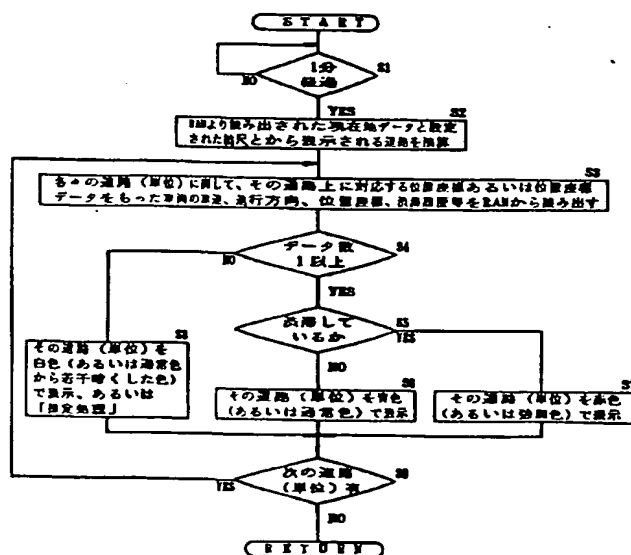 START
1分
経過
S1
NO
YES
S2
RAMより読み出された現在地データと設定
された縮尺とから表示される道路を演算
S3
各々の道路(単位)に関して、その道路上に対応する位置座標あるいは位置座標
データをもった車両の車速、進行方向、位置座標、渋滞履歴等をRAMから読み出す
データ数
1以上
S4
NO
YES
渋滞して
いるか
S5
YES
NO
S8
その道路(単位)を
白色(あるいは通常色
から若干暗くした色)
で表示、あるいは
「推定処理」
S6
その道路(単位)を青色
(あるいは通常色)で表示
その道路(単位)を赤色
(あるいは強調色)で表示
次の道路
(単位)有
YES
NO
RETURN